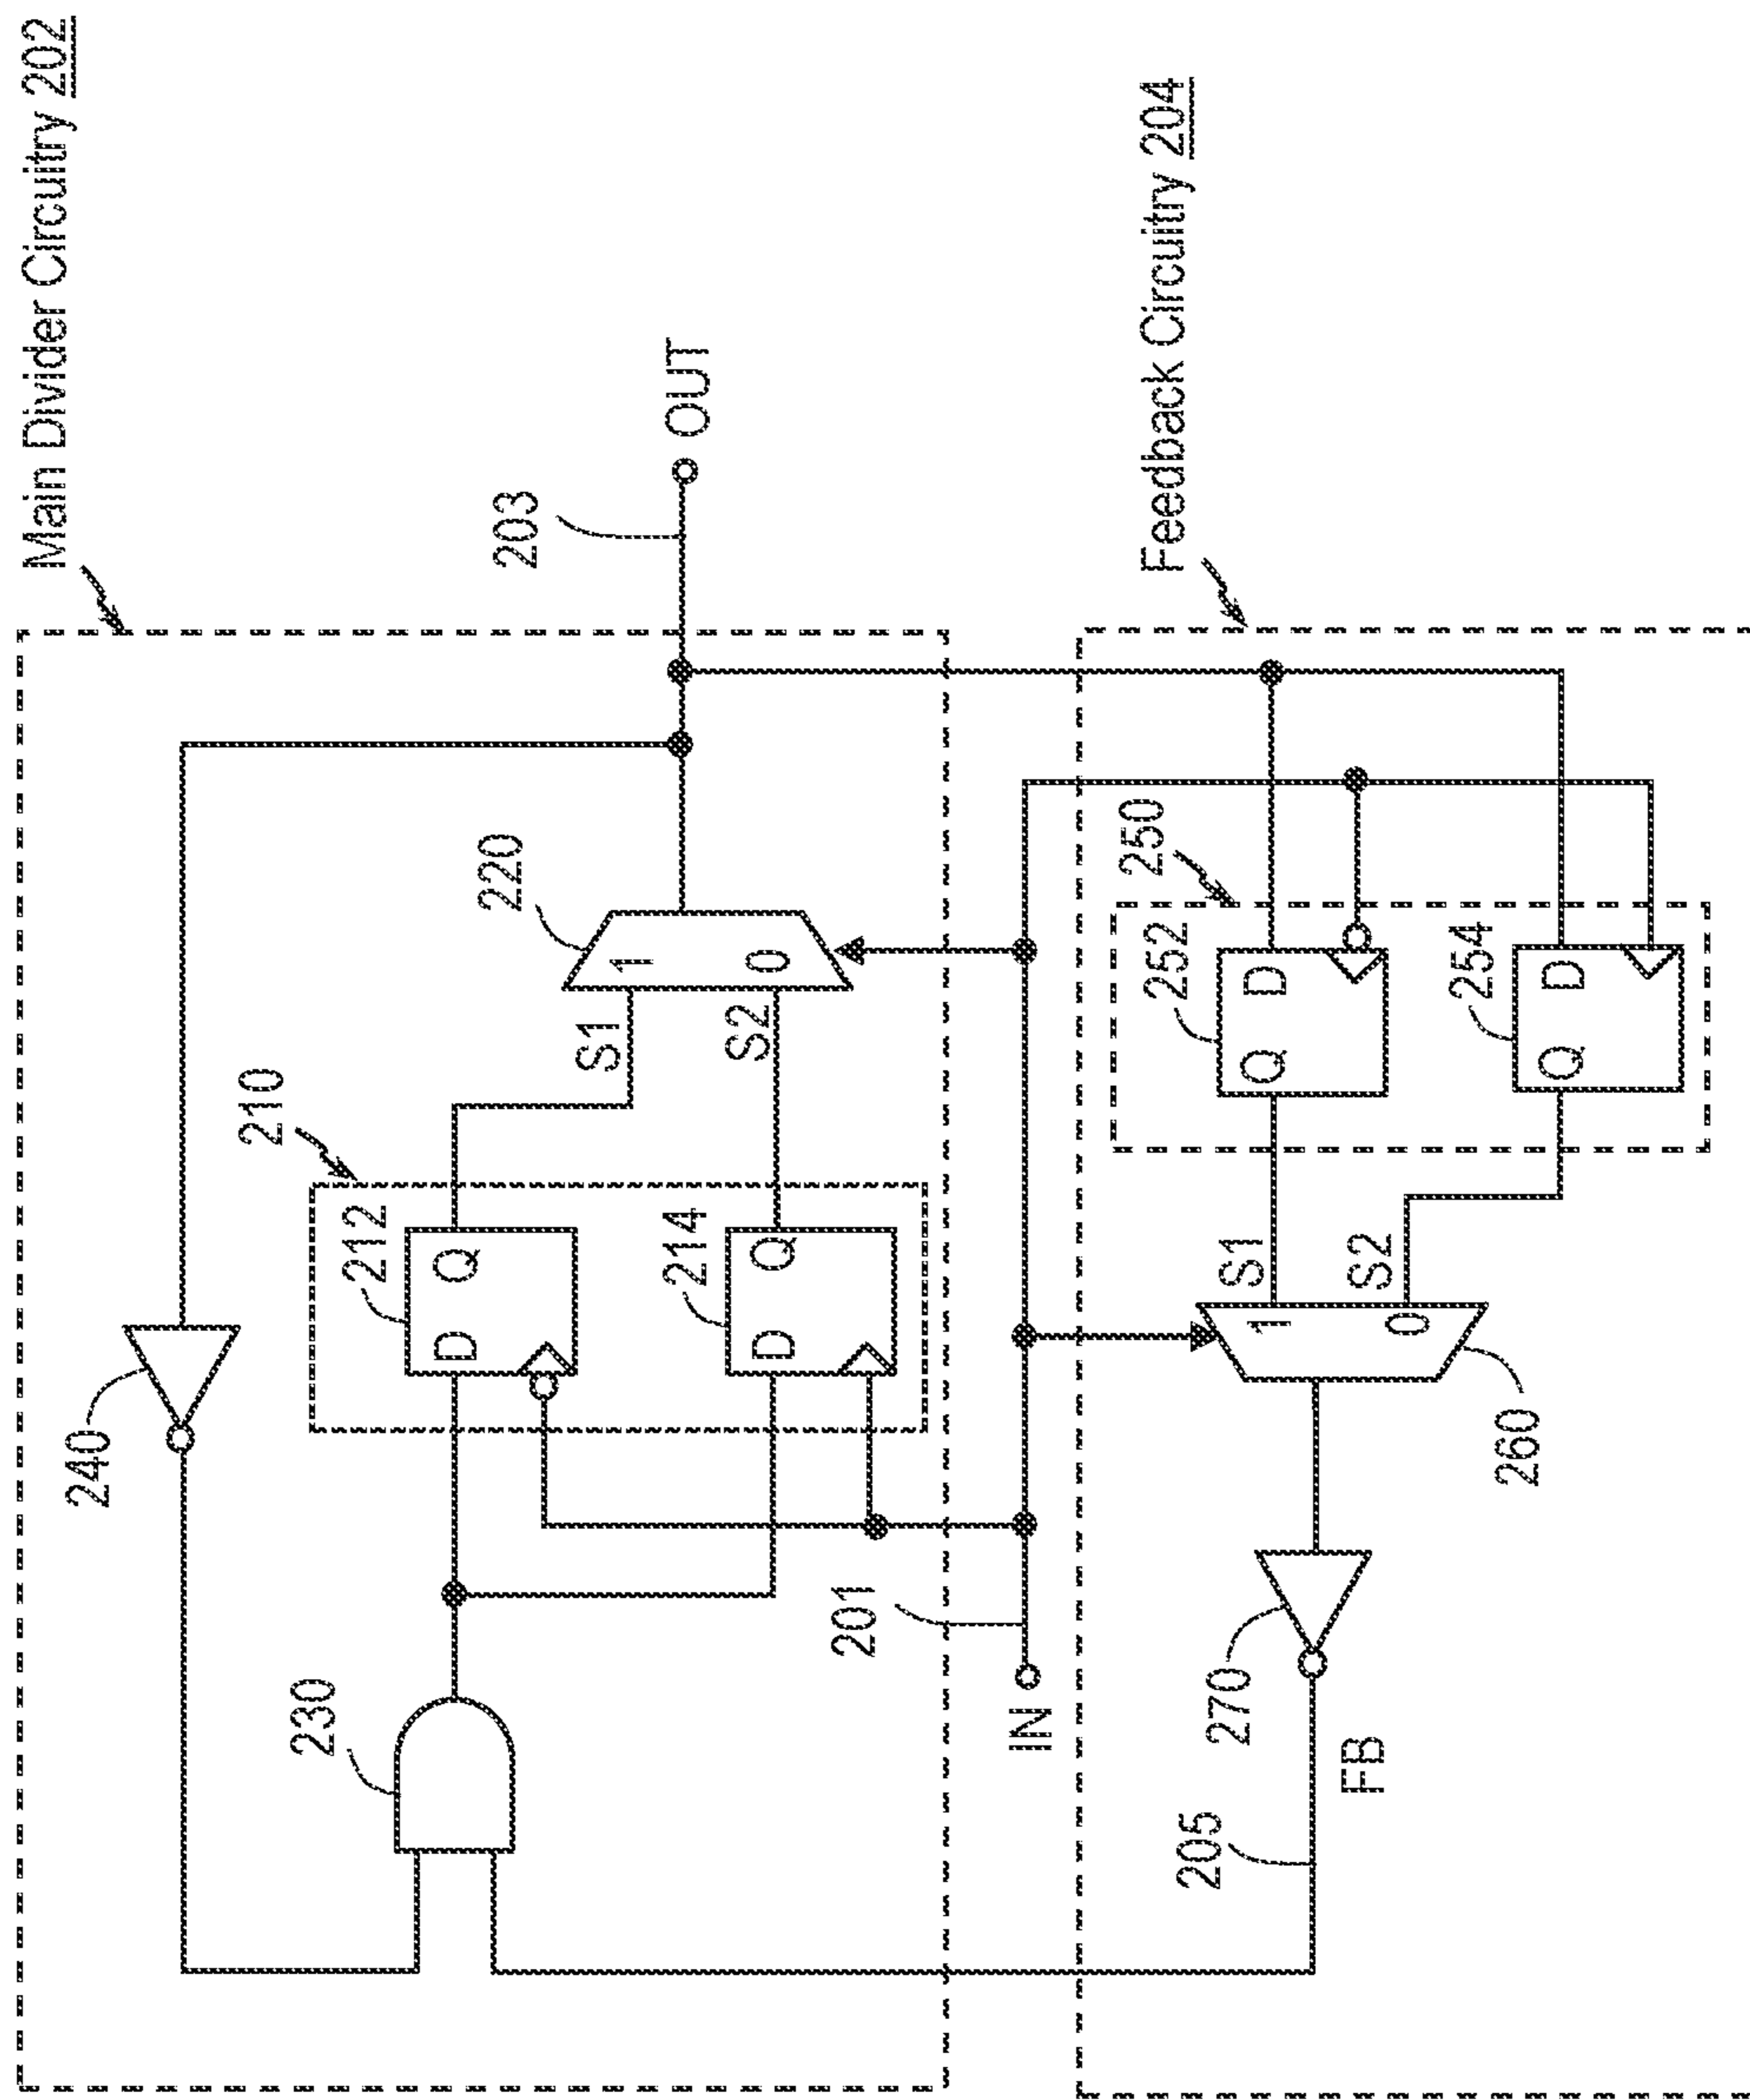 Main Divider Circuitry 202
240
230
210
212
D
Q
214
D
Q
S1
S2
220
1
0
203
OUT
201
IN
Feedback Circuitry 204
205
FB
270
260
1
0
S1
S2
250
252
Q
D
254
Q
D